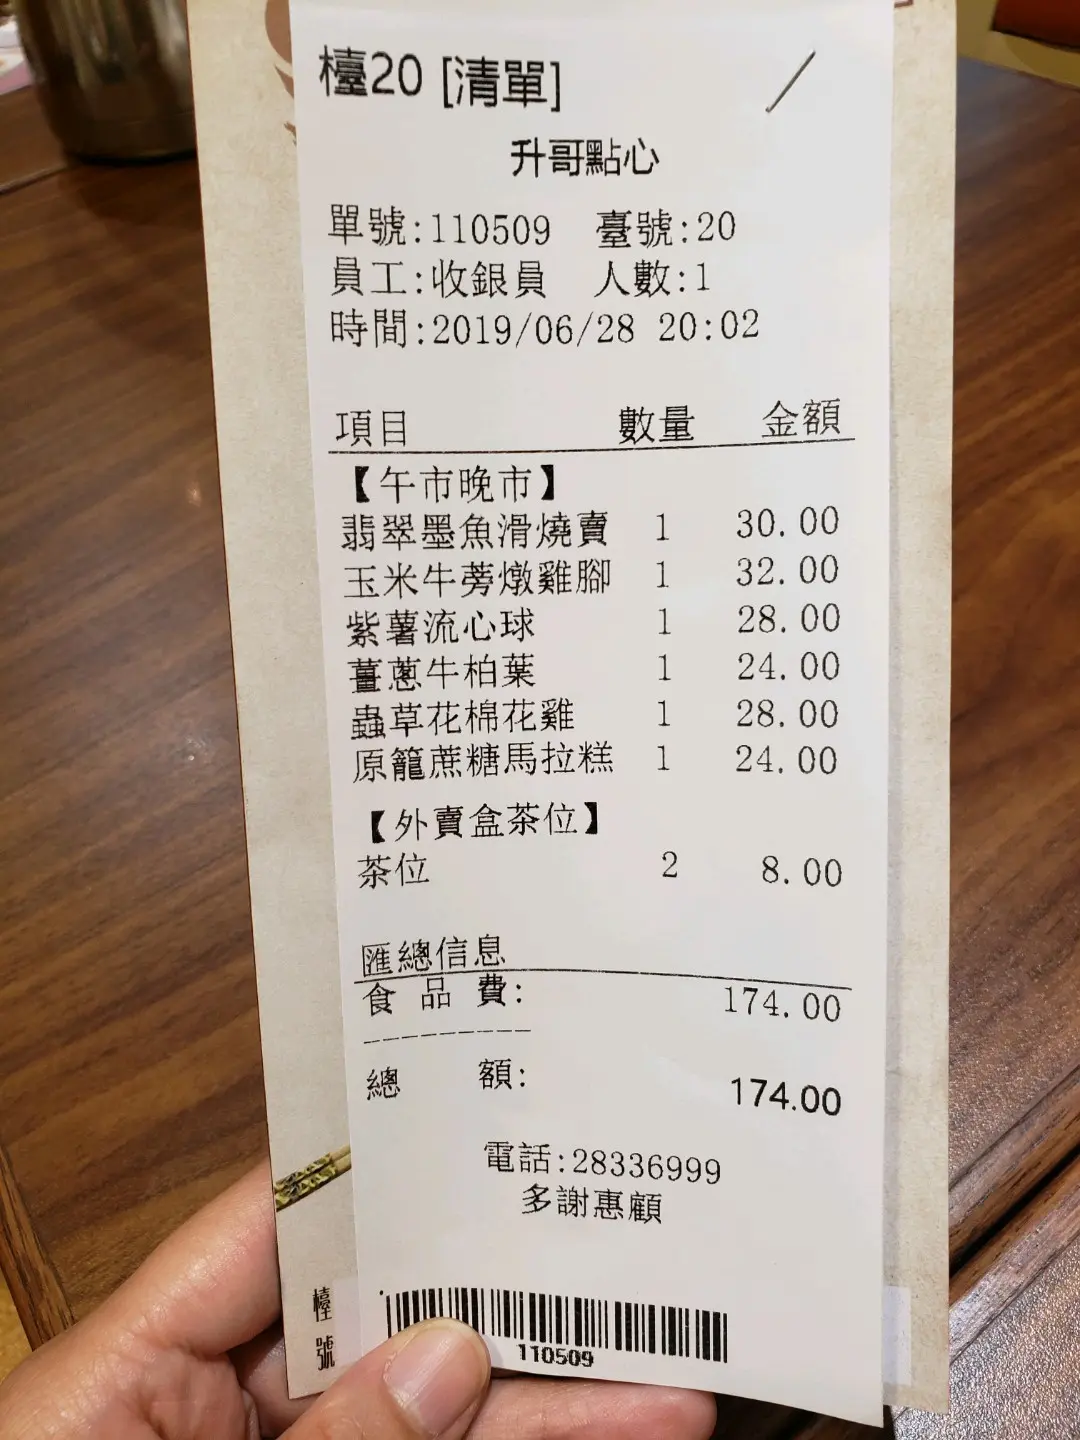 檯20 [清單]
升哥點心
單號:110509 臺號:20
員工:收銀員 人數:1
時間:2019/06/28 20:02
項目 數量 金額
【午市晚市】
翡翠墨魚滑燒賣 1 30.00
玉米牛蒡燉雞腳 1 32.00
紫薯流心球 1 28.00
薑蔥牛柏葉 1 24.00
蟲草花棉花雞 1 28.00
原籠蔗糖馬拉糕 1 24.00
【外賣盒茶位】
茶位 2 8.00
匯總信息
食品費: 174.00
總額: 174.00
電話:28336999
多謝惠顧
110509
檯號